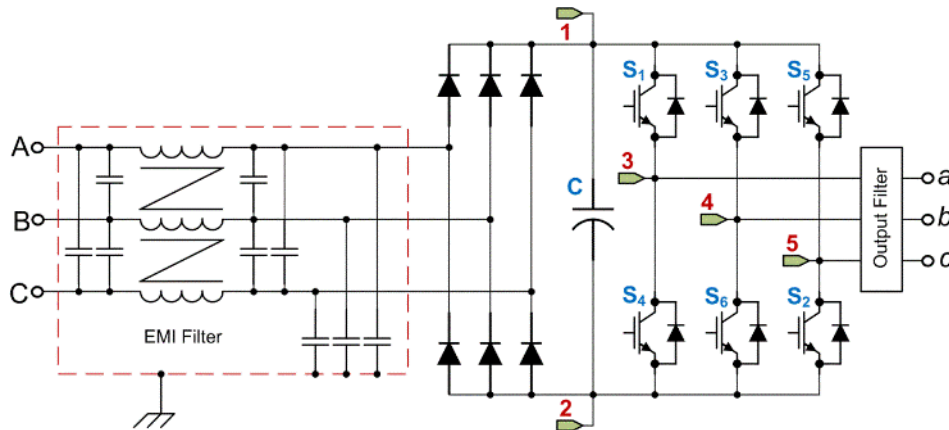 1
S1 S3 S5
A
3
C
a
4
B
b
5
c
C
Output Filter
S4 S6 S2
EMI Filter
2